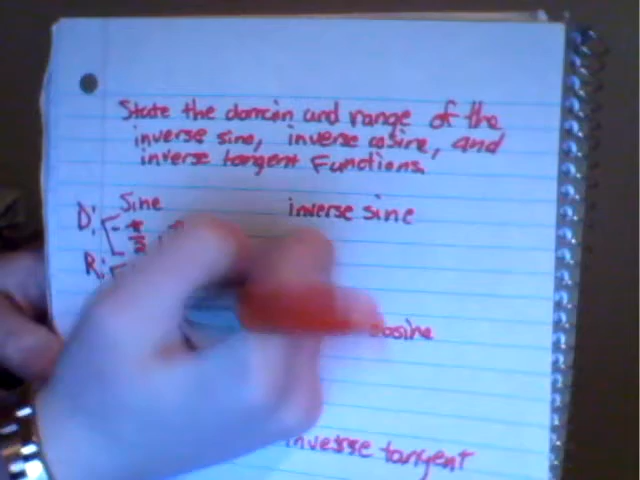 State the domain and range of the
inverse sine, inverse cosine, and
inverse tangent functions.
Sine
inverse sine
D:
R:
cosine
inverse tangent